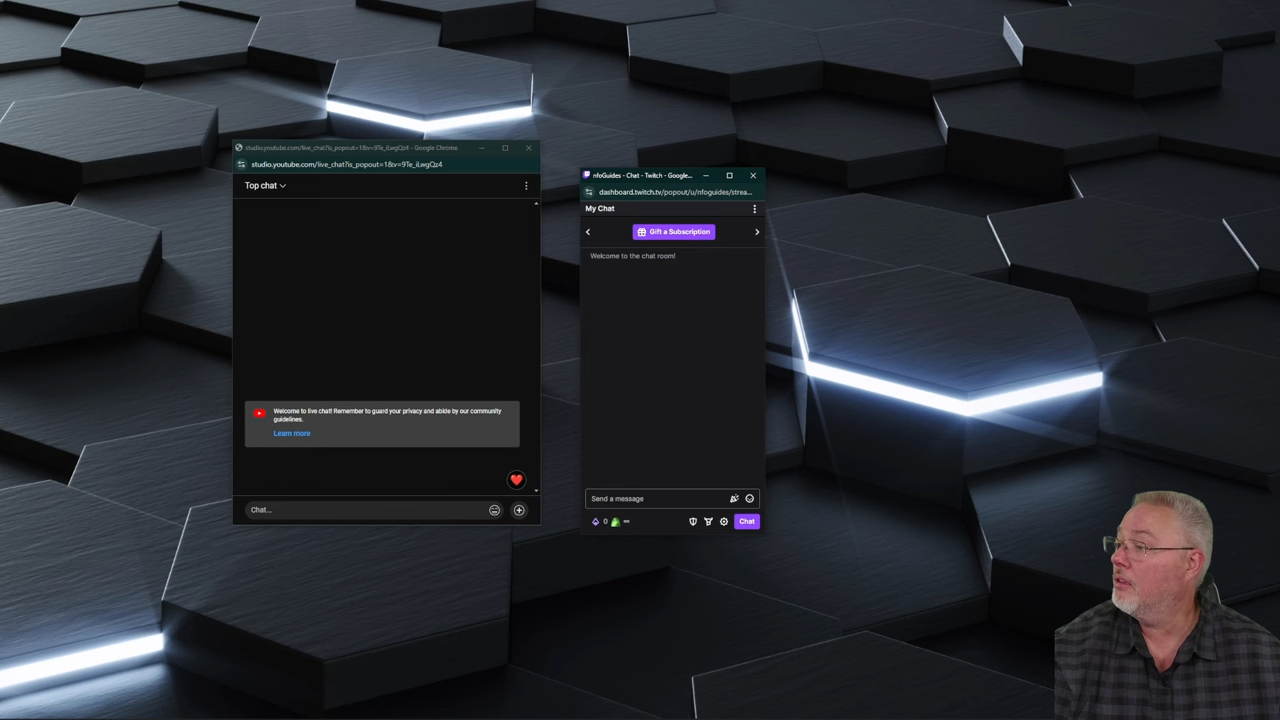 studio.youtube.com/live_chat?is_popout=1&v=9Te_iLwgQz4 - Google Chrome
studio.youtube.com/live_chat?is_popout=1&v=9Te_iLwgQz4
Top chat
Welcome to live chat! Remember to guard your privacy and abide by our community
guidelines.
Learn more
Chat...
nfoGuides - Chat - Twitch - Google...
dashboard.twitch.tv/popout/u/nfoguides/strea...
My Chat
Gift a Subscription
Welcome to the chat room!
Send a message
0
Chat